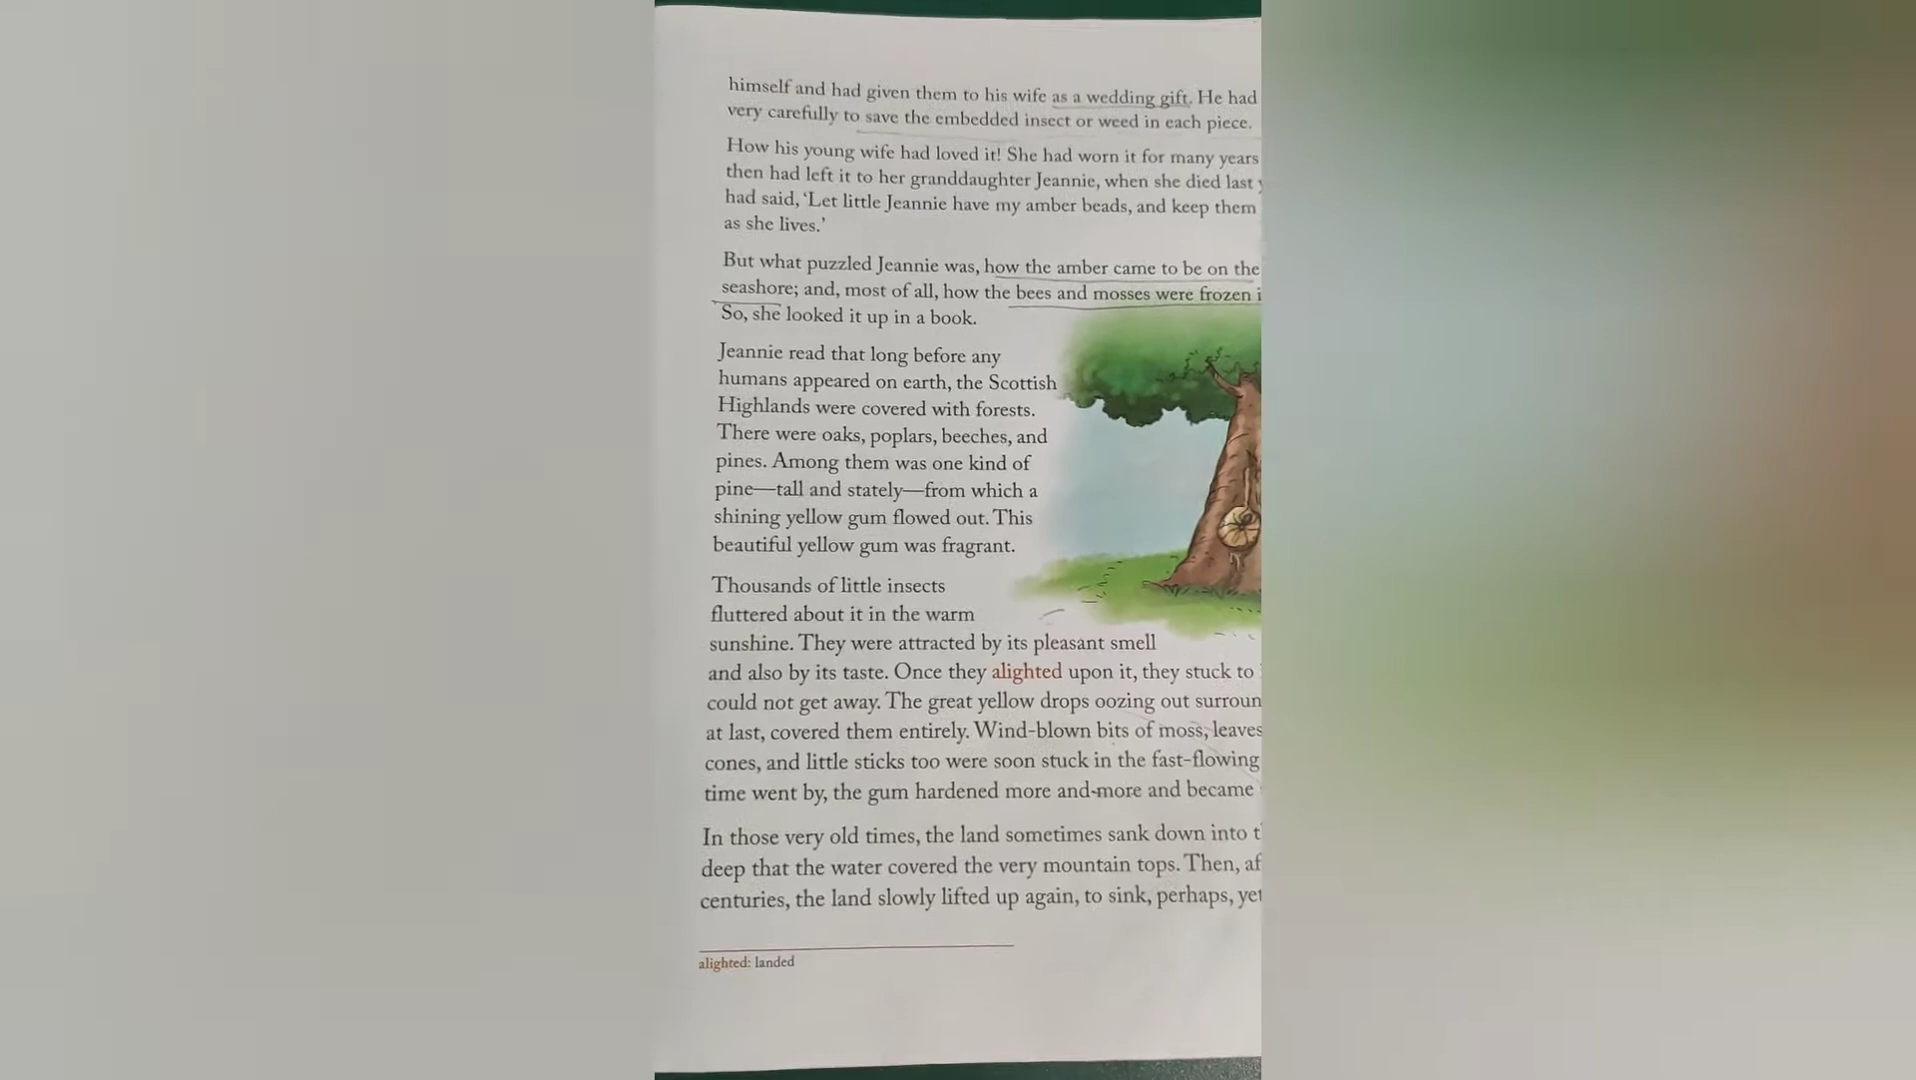 himself and had given them to his wife as a wedding gift. He had
very carefully to save the embedded insect or weed in each piece.
How his young wife had loved it! She had worn it for many years
then had left it to her granddaughter Jeannie, when she died last
had said, ‘Let little Jeannie have my amber beads, and keep them
as she lives.’
But what puzzled Jeannie was, how the amber came to be on the
seashore; and, most of all, how the bees and mosses were frozen
So, she looked it up in a book.
Jeannie read that long before any
humans appeared on earth, the Scottish
Highlands were covered with forests.
There were oaks, poplars, beeches, and
pines. Among them was one kind of
pine—tall and stately—from which a
shining yellow gum flowed out. This
beautiful yellow gum was fragrant.
Thousands of little insects
fluttered about it in the warm
sunshine. They were attracted by its pleasant smell
and also by its taste. Once they alighted upon it, they stuck to
could not get away. The great yellow drops oozing out surroun
at last, covered them entirely. Wind-blown bits of moss, leaves
cones, and little sticks too were soon stuck in the fast-flowing
time went by, the gum hardened more and more and became
In those very old times, the land sometimes sank down into
deep that the water covered the very mountain tops. Then, af
centuries, the land slowly lifted up again, to sink, perhaps, yet
alighted: landed